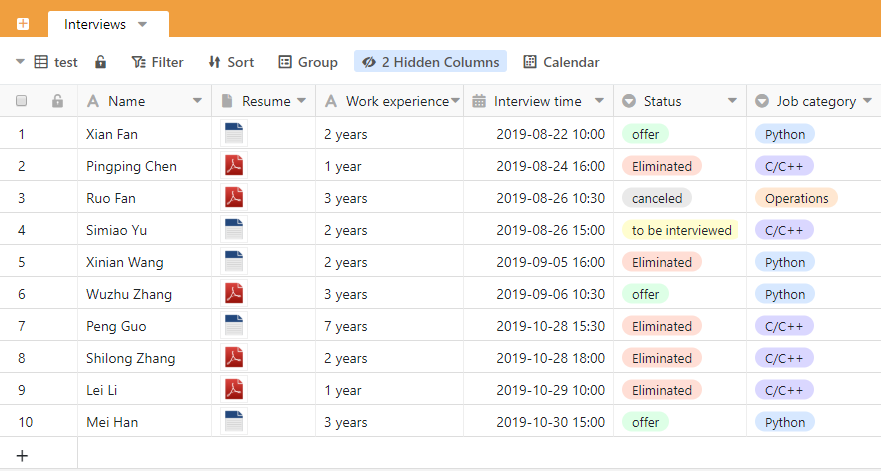 Interviews
test Filter Sort Group 2 Hidden Columns Calendar
Name Resume Work experience Interview time Status Job category
1 Xian Fan 2 years 2019-08-22 10:00 offer Python
2 Pingping Chen 1 year 2019-08-24 16:00 Eliminated C/C++
3 Ruo Fan 3 years 2019-08-26 10:30 canceled Operations
4 Simiao Yu 2 years 2019-08-26 15:00 to be interviewed C/C++
5 Xinian Wang 2 years 2019-09-05 16:00 Eliminated Python
6 Wuzhu Zhang 3 years 2019-09-06 10:30 offer Python
7 Peng Guo 7 years 2019-10-28 15:30 Eliminated C/C++
8 Shilong Zhang 2 years 2019-10-28 18:00 Eliminated C/C++
9 Lei Li 1 year 2019-10-29 10:00 Eliminated C/C++
10 Mei Han 3 years 2019-10-30 15:00 offer Python